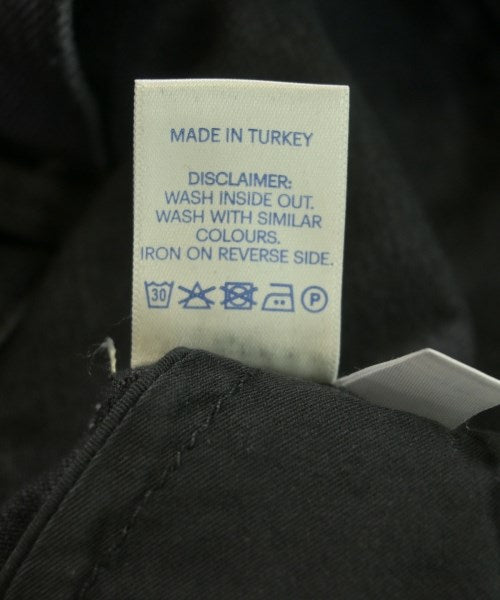 MADE IN TURKEY
DISCLAIMER:
WASH INSIDE OUT.
WASH WITH SIMILAR
COLOURS.
IRON ON REVERSE SIDE.
30 P